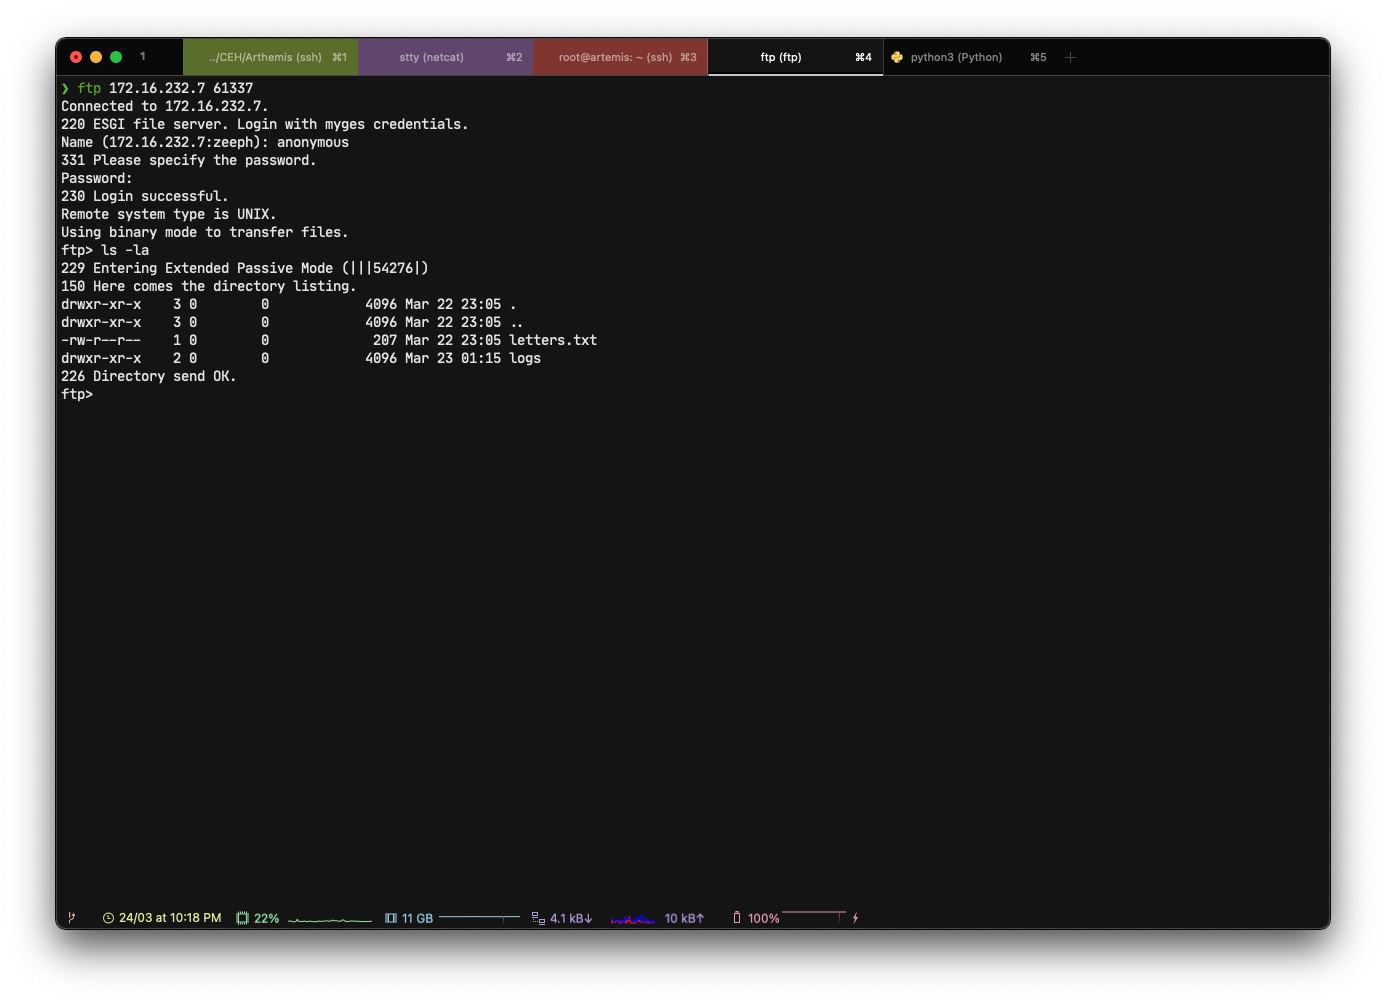 1 ../CEH/Arthemis (ssh) ⌘1 stty (netcat) ⌘2 root@artemis: ~ (ssh) ⌘3 ftp (ftp) ⌘4 python3 (Python) ⌘5 +
❯ ftp 172.16.232.7 61337
Connected to 172.16.232.7.
220 ESGI file server. Login with myges credentials.
Name (172.16.232.7:zeeph): anonymous
331 Please specify the password.
Password:
230 Login successful.
Remote system type is UNIX.
Using binary mode to transfer files.
ftp> ls -la
229 Entering Extended Passive Mode (|||54276|)
150 Here comes the directory listing.
drwxr-xr-x    3 0        0            4096 Mar 22 23:05 .
drwxr-xr-x    3 0        0            4096 Mar 22 23:05 ..
-rw-r--r--    1 0        0             207 Mar 22 23:05 letters.txt
drwxr-xr-x    2 0        0            4096 Mar 23 01:15 logs
226 Directory send OK.
ftp>
24/03 at 10:18 PM 22% 11 GB 4.1 kB↓ 10 kB↑ 100%